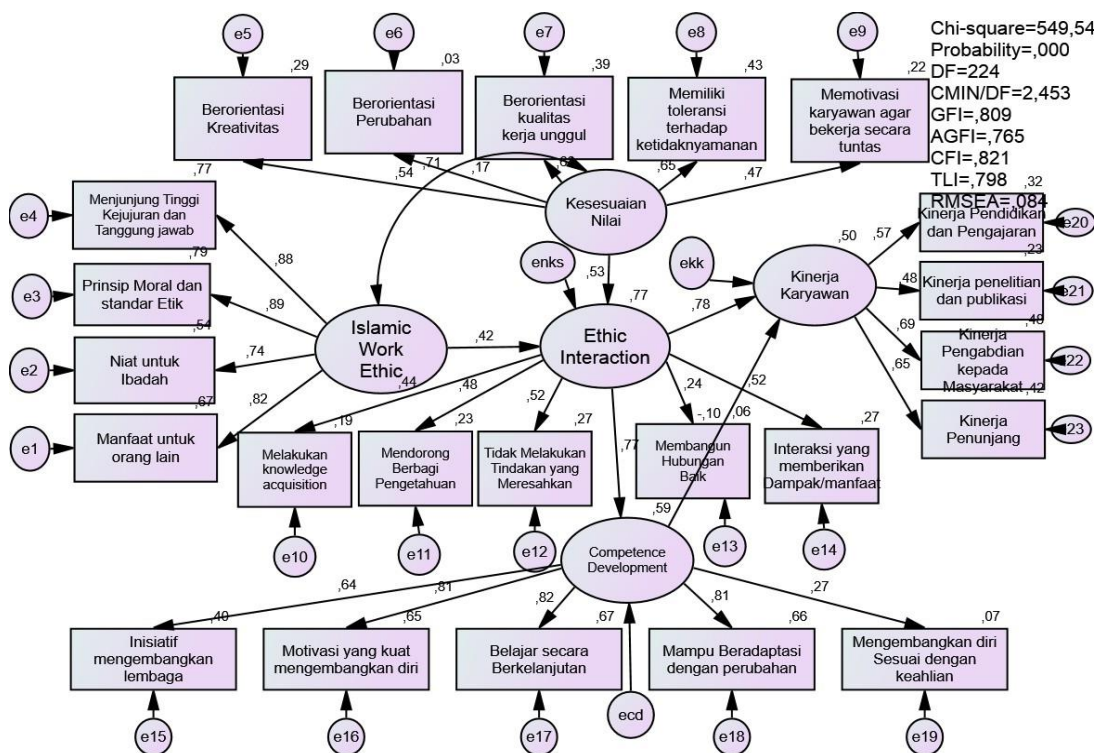 e5
e6
e7
e8
e9
Chi-square=549,54
Probability=,000
DF=224
CMIN/DF=2,453
GFI=,809
AGFI=,765
CFI=,821
TLI=,798
RMSEA=,084
,29
Berorientasi
Kreativitas
,03
Berorientasi
Perubahan
,39
Berorientasi
kualitas
kerja unggul
,43
Memiliki
toleransi
terhadap
ketidaknyamanan
,22
Memotivasi
karyawan agar
bekerja secara
tuntas
,54
,71
,17
,65
,47
Kesesuaian
Nilai
e4
,77
Menjunjung Tinggi
Kejujuran dan
Tanggung jawab
e3
,79
Prinsip Moral dan
standar Etik
e2
,54
Niat untuk
Ibadah
e1
,67
Manfaat untuk
orang lain
,88
,89
,74
,82
Islamic
Work
Ethic
,42
enks
,53
,77
Ethic
Interaction
ekk
,78
,50
Kinerja
Karyawan
,57
,48
,69
,65
,32
Kinerja Pendidikan
dan Pengajaran
e20
,23
Kinerja penelitian
dan publikasi
e21
,48
Kinerja
Pengabdian
kepada
Masyarakat
e22
,42
Kinerja
Penunjang
e23
,44
,48
,52
,24
-,10
,52
,77
,19
Melakukan
knowledge
acquisition
e10
,23
Mendorong
Berbagi
Pengetahuan
e11
,27
Tidak Melakukan
Tindakan yang
Meresahkan
e12
,06
Membangun
Hubungan
Baik
e13
,27
Interaksi yang
memberikan
Dampak/manfaat
e14
,59
Competence
Development
,64
,81
,82
,81
,27
,40
Inisiatif
mengembangkan
lembaga
e15
,65
Motivasi yang kuat
mengembangkan diri
e16
,67
Belajar secara
Berkelanjutan
e17
ecd
,66
Mampu Beradaptasi
dengan perubahan
e18
,07
Mengembangkan diri
Sesuai dengan
keahlian
e19